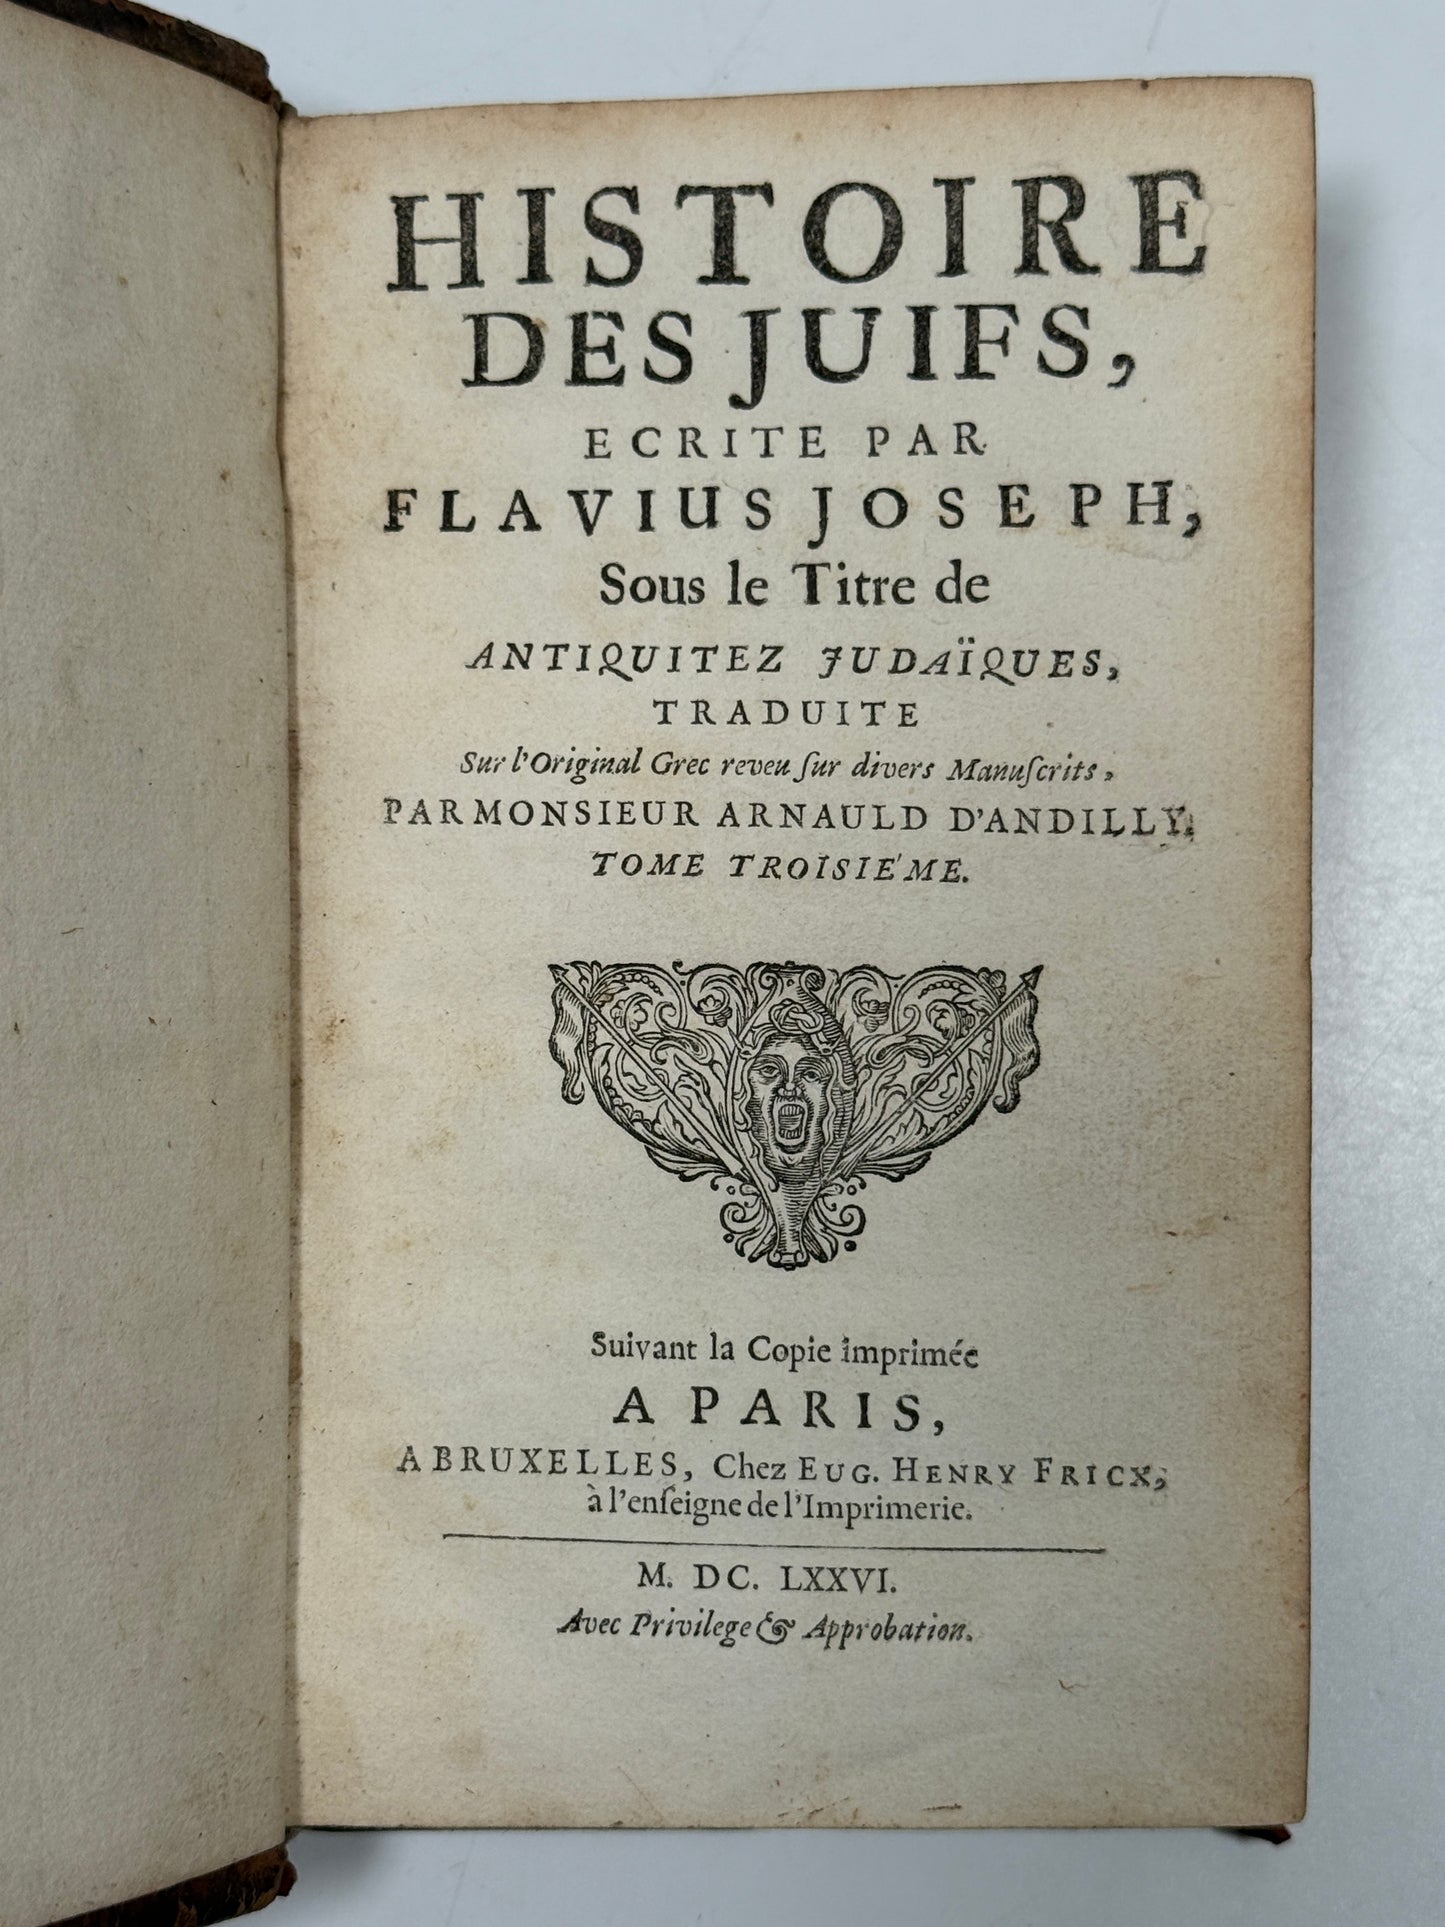 HISTOIRE
DES JUIFS,
ECRITE PAR
FLAVIUS JOSEPH,
Sous le Titre de
ANTIQUITEZ JUDAÏQUES,
TRADUITE
Sur l'Original Grec reveu ſur divers Manuſcrits,
PAR MONSIEUR ARNAULD D'ANDILLY.
TOME TROISIE'ME.
Suivant la Copie imprimée
A PARIS,
A BRUXELLES, Chez EUG. HENRY FRICX,
à l'enſeigne de l'Imprimerie.
M. DC. LXXVI.
Avec Privilege & Approbation.